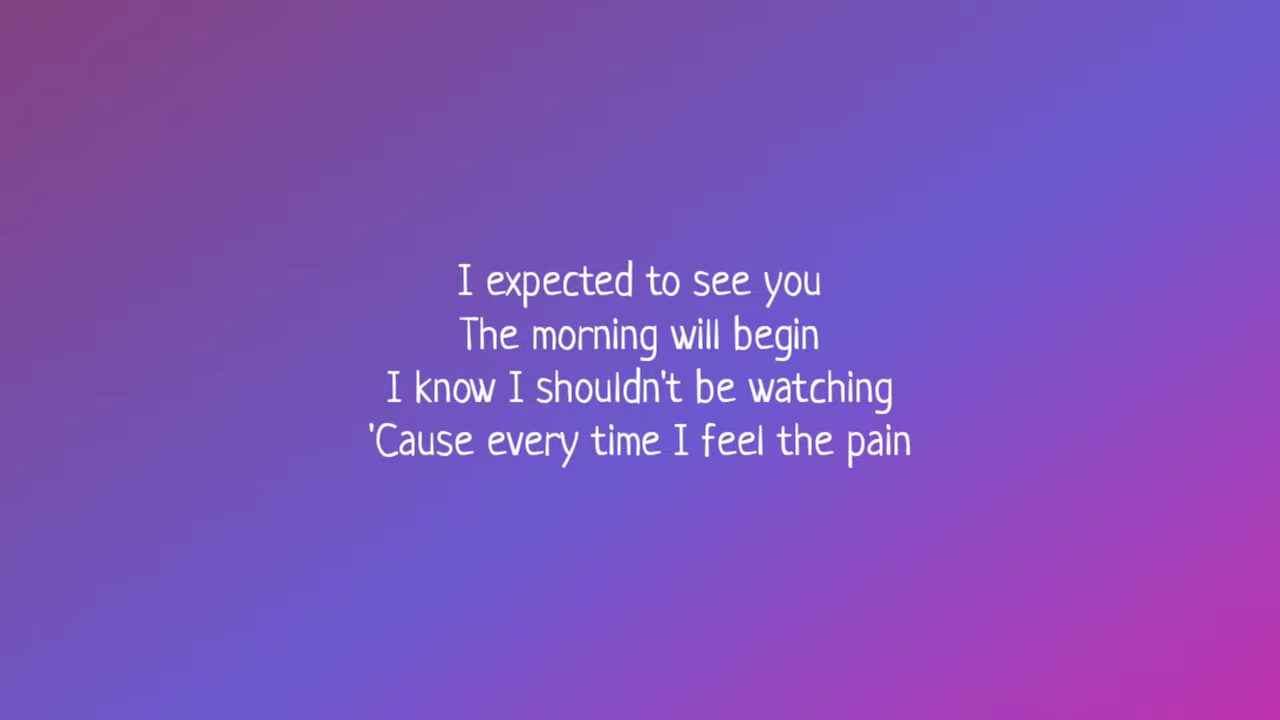 I expected to see you
The morning will begin
I know I shouldn't be watching
'Cause every time I feel the pain